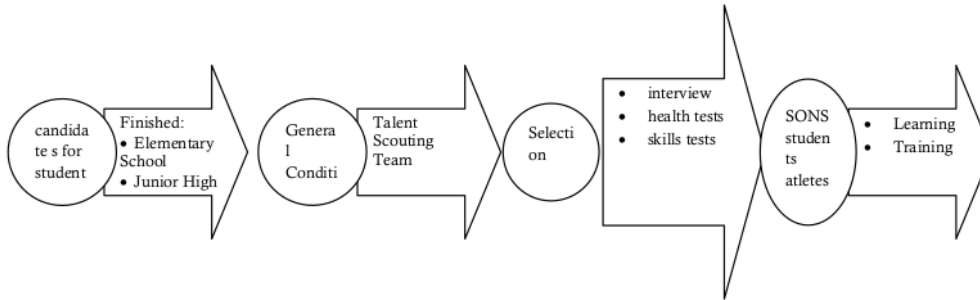 candida
te s for
student
Finished:
• Elementary
School
• Junior High
Genera
l
Conditi
Talent
Scouting
Team
Selecti
on
• interview
• health tests
• skills tests
SONS
studen
ts
atletes
• Learning
• Training